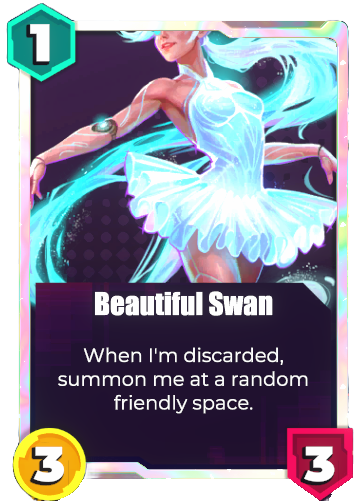 1
Beautiful Swan
When I'm discarded,
summon me at a random
friendly space.
3
3